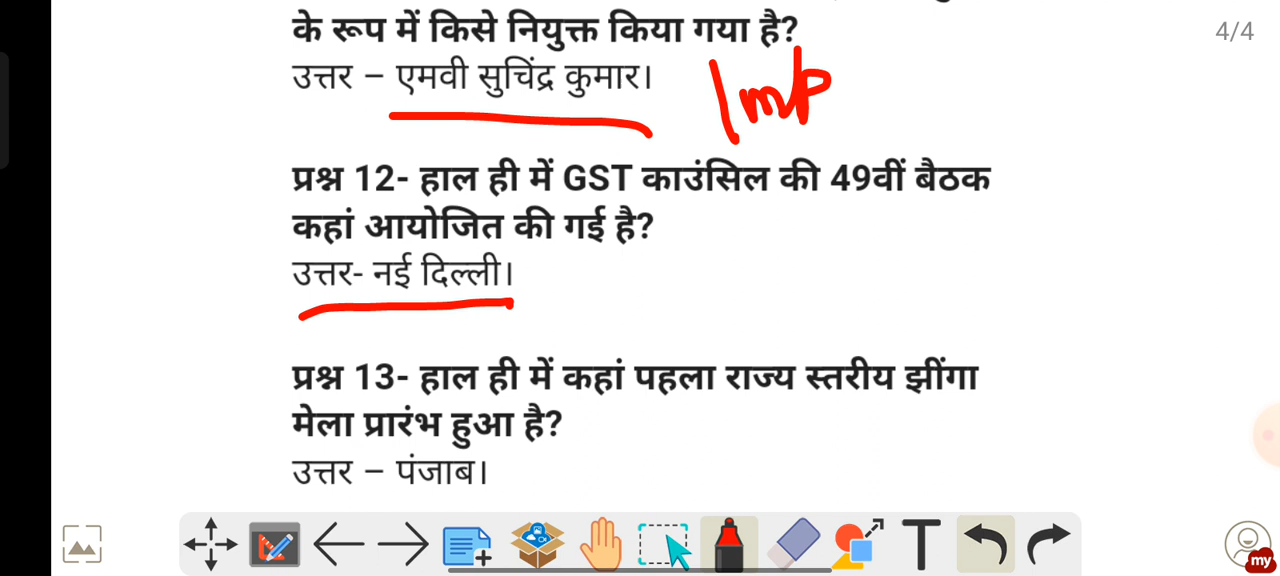 के रूप में किसे नियुक्त किया गया है?
4/4
उत्तर – एमवी सुचिंद्र कुमार।
Imp
प्रश्न 12- हाल ही में GST काउंसिल की 49वीं बैठक
कहां आयोजित की गई है?
उत्तर- नई दिल्ली।
प्रश्न 13- हाल ही में कहां पहला राज्य स्तरीय झींगा
मेला प्रारंभ हुआ है?
उत्तर – पंजाब।
T
my